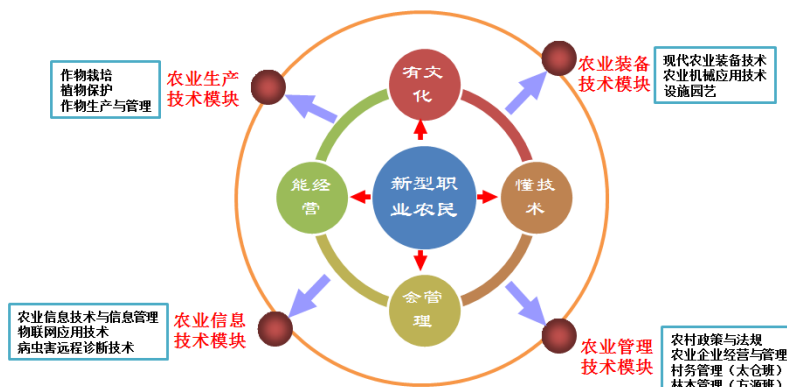 作物栽培
植物保护
作物生产与管理
农业生产
技术模块
有文
化
农业装备
技术模块
现代农业装备技术
农业机械应用技术
设施园艺
能经
营
新型职
业农民
懂技
术
会管
理
农业信息技术与信息管理
物联网应用技术
病虫害远程诊断技术
农业信息
技术模块
农业管理
技术模块
农村政策与法规
农业企业经营与管理
村务管理（太仓班）
林木管理（方源班）